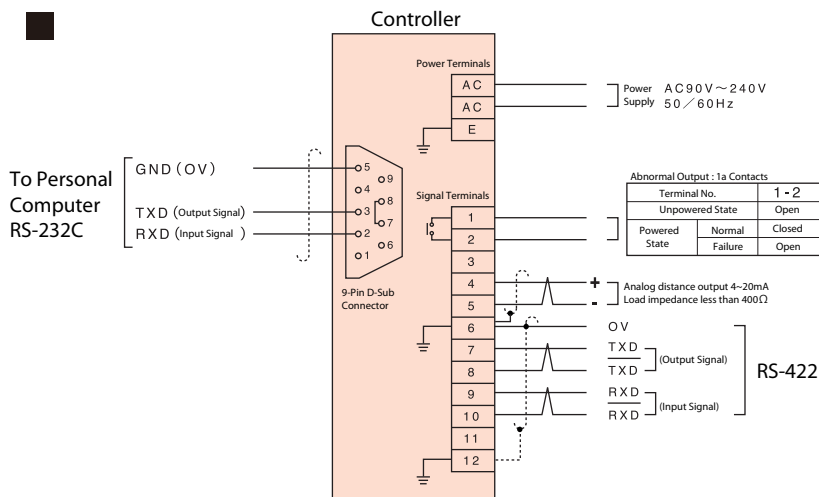 Controller
Power Terminals
AC
AC
E
Power Supply AC90V～240V
50／60Hz
To Personal
Computer
RS-232C
GND (OV)
TXD (Output Signal)
RXD (Input Signal )
5
9
4
8
3
7
2
6
1
9-Pin D-Sub
Connector
Signal Terminals
1
2
3
4
5
6
7
8
9
10
11
12
Abnormal Output : 1a Contacts
Terminal No. 1-2
Unpowered State Open
Powered State Normal Closed
Failure Open
+
-
Analog distance output 4~20mA
Load impedance less than 400Ω
OV
TXD
TXD
(Output Signal)
RXD
RXD
(Input Signal)
RS-422